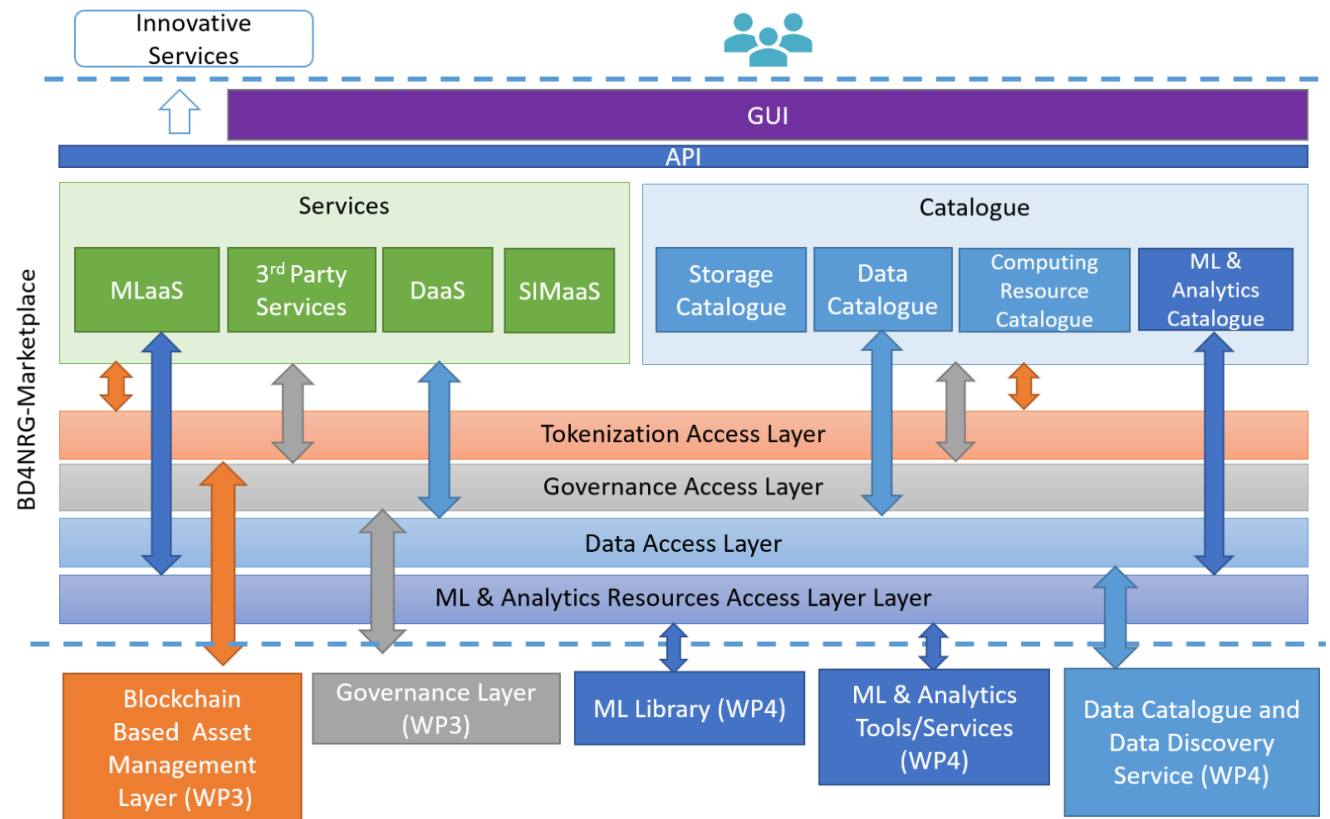 Innovative
Services
GUI
API
BD4NRG-Marketplace
Services
MLaaS
3rd Party
Services
DaaS
SIMaaS
Catalogue
Storage
Catalogue
Data
Catalogue
Computing
Resource
Catalogue
ML &
Analytics
Catalogue
Tokenization Access Layer
Governance Access Layer
Data Access Layer
ML & Analytics Resources Access Layer Layer
Blockchain
Based Asset
Management
Layer (WP3)
Governance Layer
(WP3)
ML Library (WP4)
ML & Analytics
Tools/Services
(WP4)
Data Catalogue and
Data Discovery
Service (WP4)